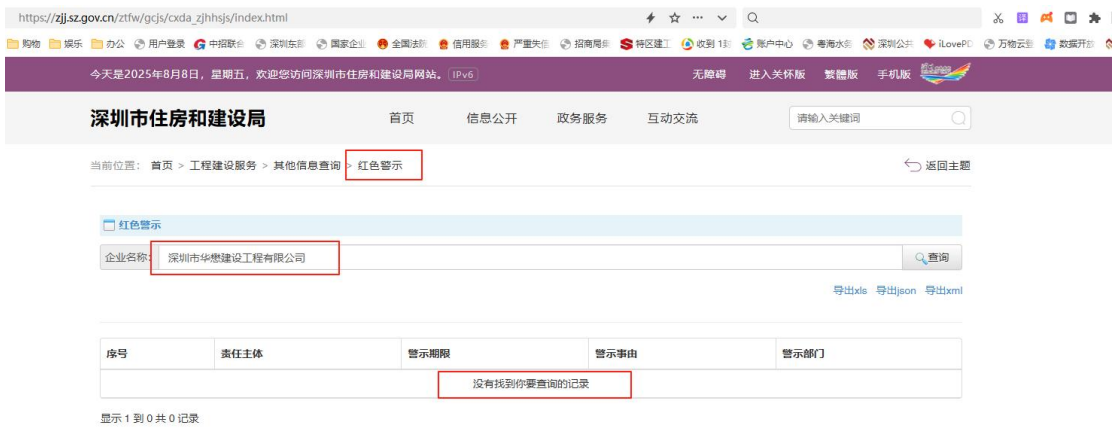 https://zjj.sz.gov.cn/ztfw/gcjs/cxda_zjhhsjs/index.html
购物 娱乐 办公 用户登录 中招联合 深圳东部 国家企业 全国法院 信用服务 严重失信 招商局集 特区建工 收到 1封 账户中心 粤海水务 深圳公共 iLovePD 万物云登 数据开放
今天是2025年8月8日，星期五，欢迎您访问深圳市住房和建设局网站。 IPv6 无障碍 进入关怀版 繁體版 手机版
深圳市住房和建设局 首页 信息公开 政务服务 互动交流 请输入关键词
当前位置： 首页 > 工程建设服务 > 其他信息查询 > 红色警示 返回主题
红色警示
企业名称: 深圳市华懋建设工程有限公司 查询
导出xls 导出json 导出xml
序号 责任主体 警示期限 警示事由 警示部门
没有找到你要查询的记录
显示 1 到 0 共 0 记录